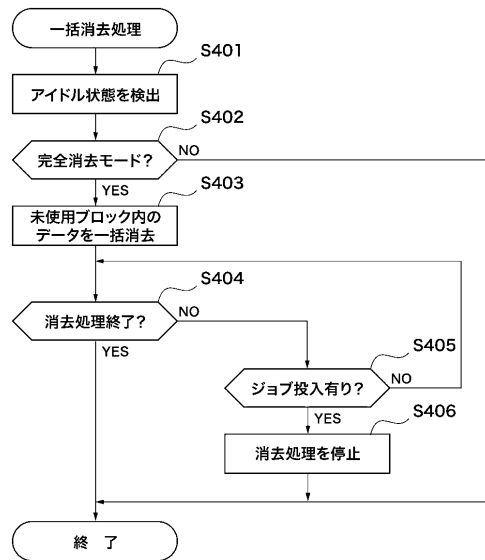 一括消去処理
S401
アイドル状態を検出
S402
完全消去モード?
NO
YES
S403
未使用ブロック内の
データを一括消去
S404
消去処理終了?
NO
YES
S405
ジョブ投入有り?
NO
YES
S406
消去処理を停止
終 了